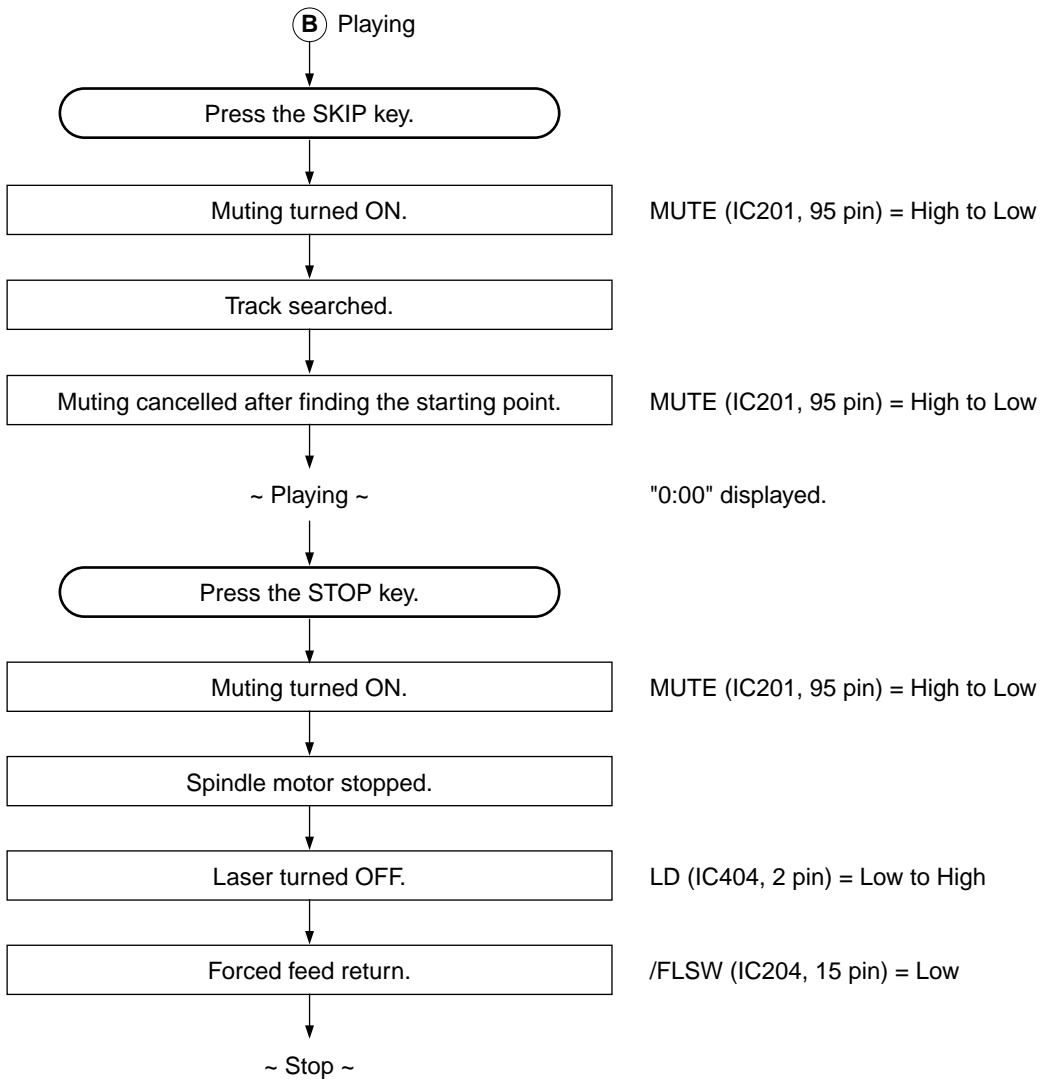 B Playing
Press the SKIP key.
Muting turned ON. MUTE (IC201, 95 pin) = High to Low
Track searched.
Muting cancelled after finding the starting point. MUTE (IC201, 95 pin) = High to Low
~ Playing ~ "0:00" displayed.
Press the STOP key.
Muting turned ON. MUTE (IC201, 95 pin) = High to Low
Spindle motor stopped.
Laser turned OFF. LD (IC404, 2 pin) = Low to High
Forced feed return. /FLSW (IC204, 15 pin) = Low
~ Stop ~